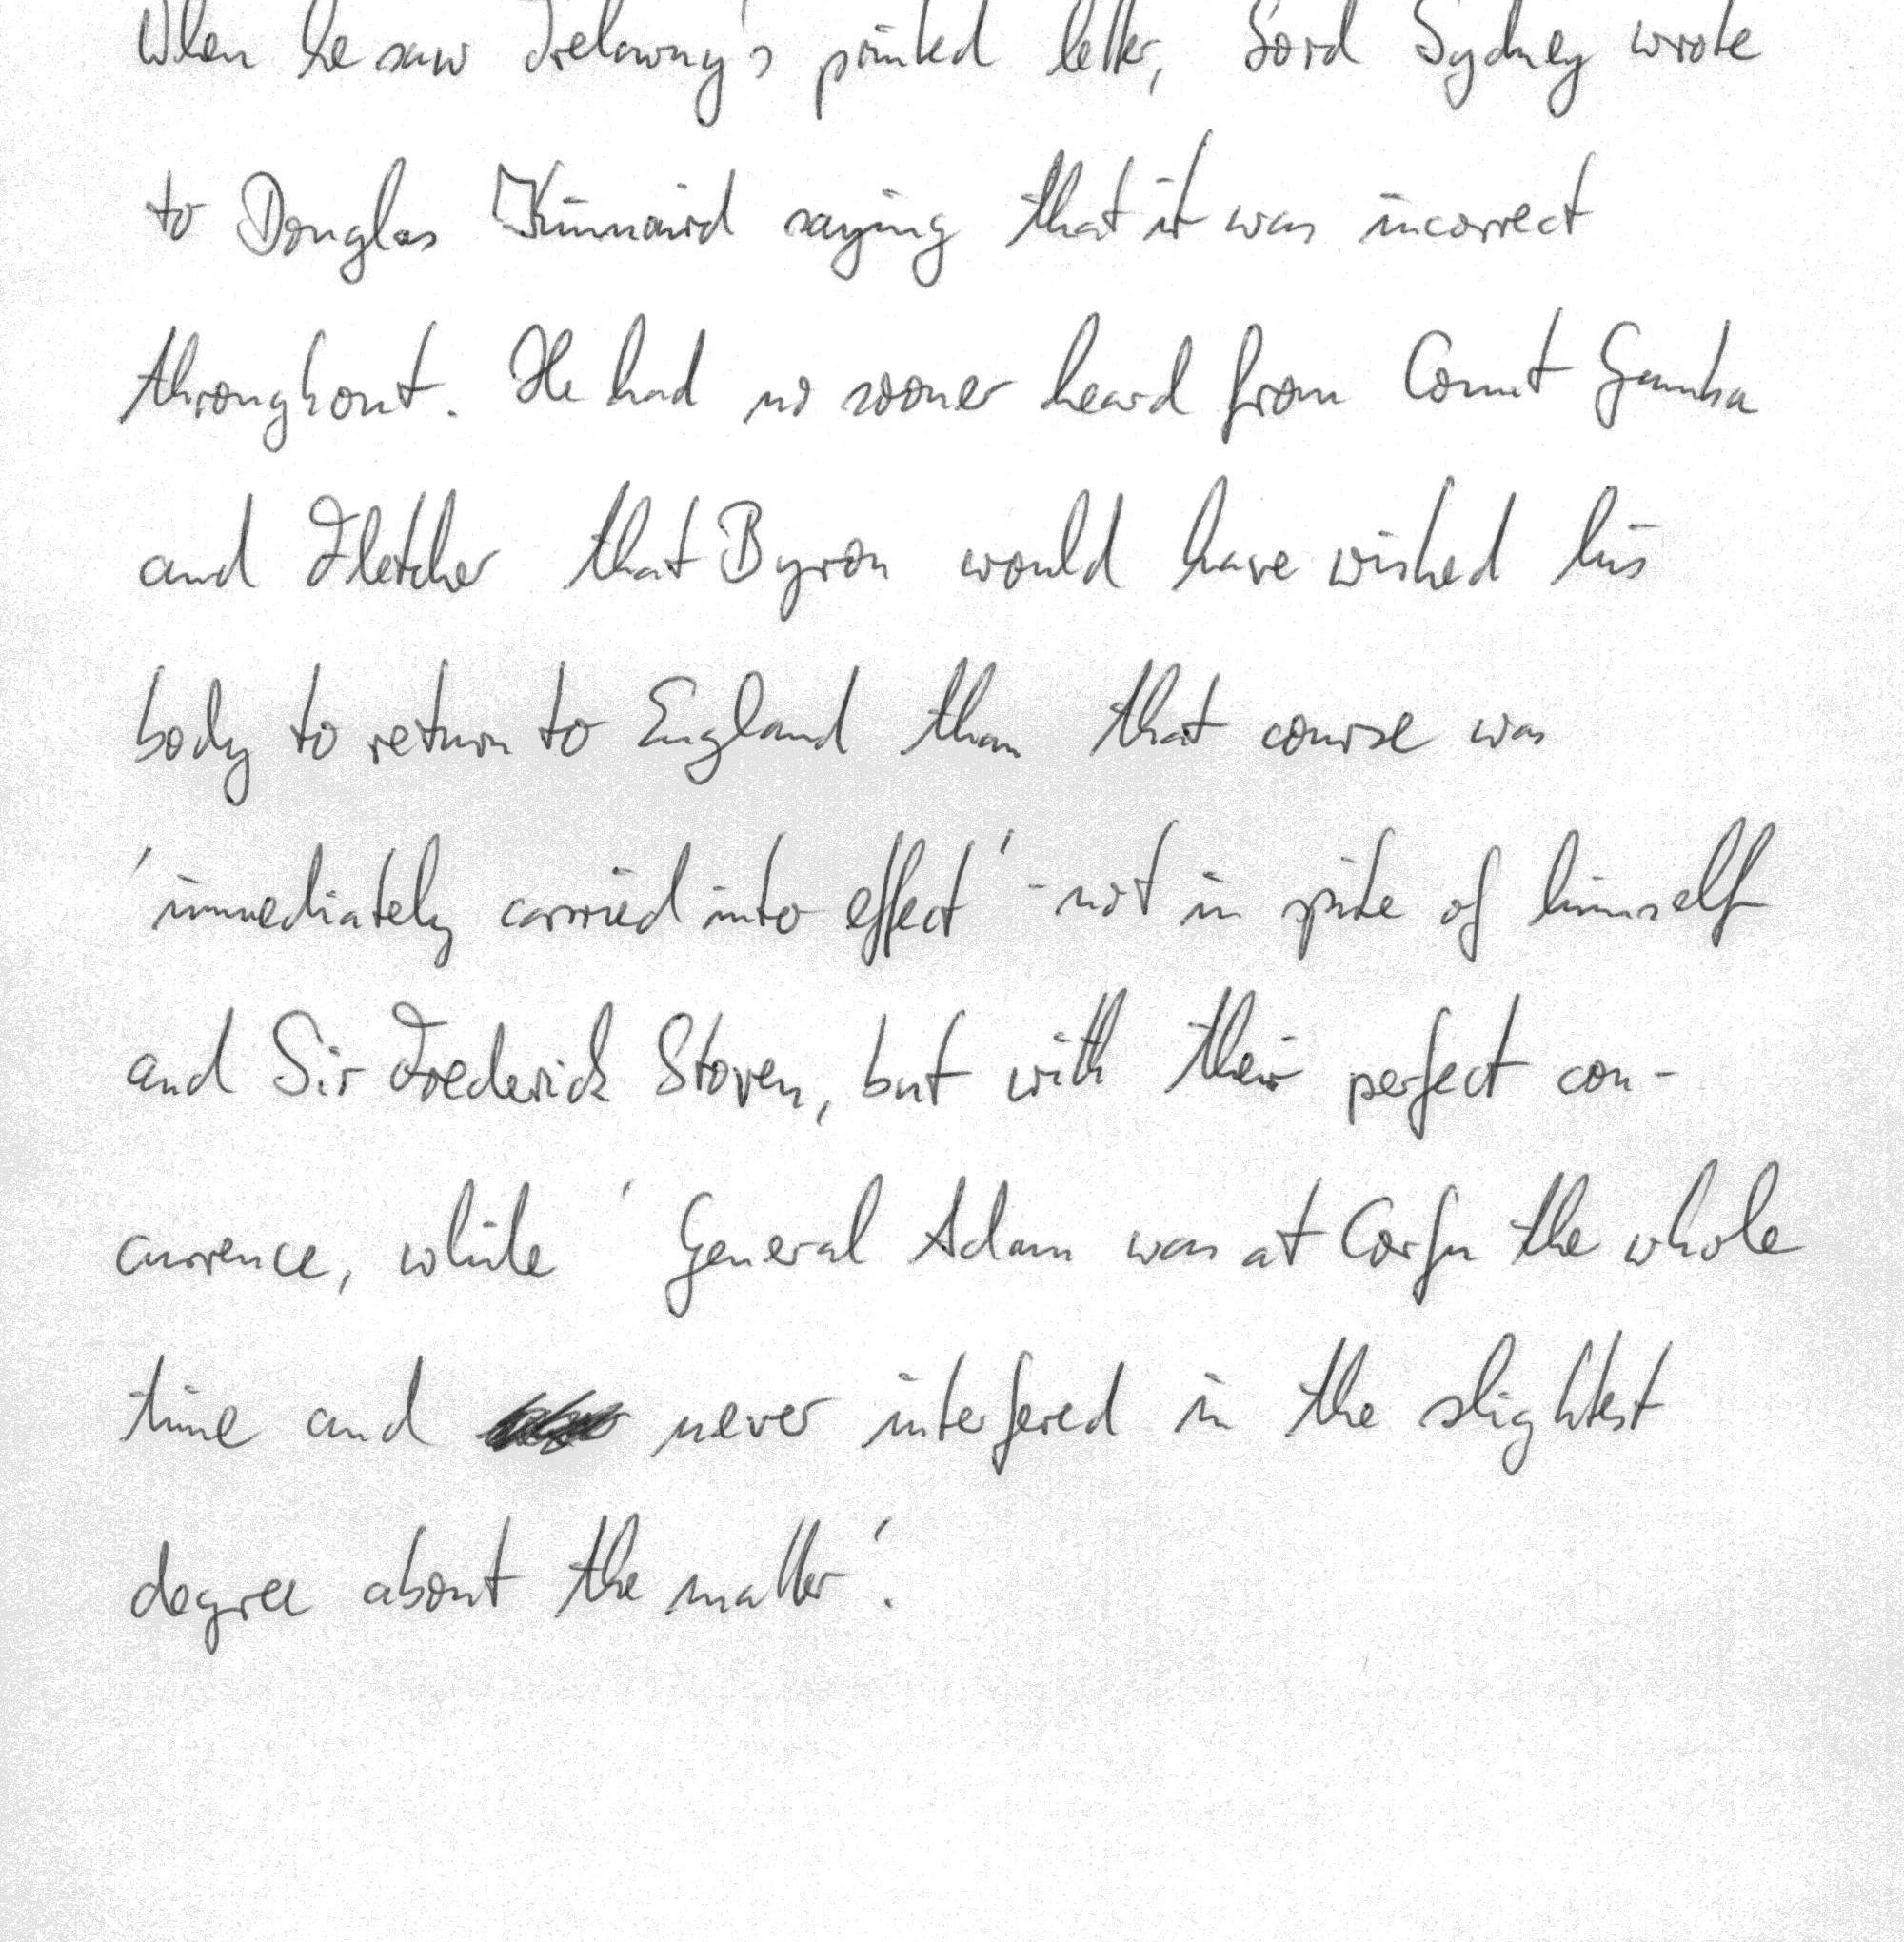 When he saw Trelawny's printed letter, Lord Sydney wrote
to Douglas Kinnaird saying that it was incorrect
throughout. He had no sooner heard from Count Gamba
and Fletcher that Byron would have wished his
body to return to England than that course was
'immediately carried into effect' - not in spite of himself
and Sir Frederick Stoven, but with their perfect con-
currence, while 'General Adam was at Corfu the whole
time and never interfered in the slightest
degree about the matter'.